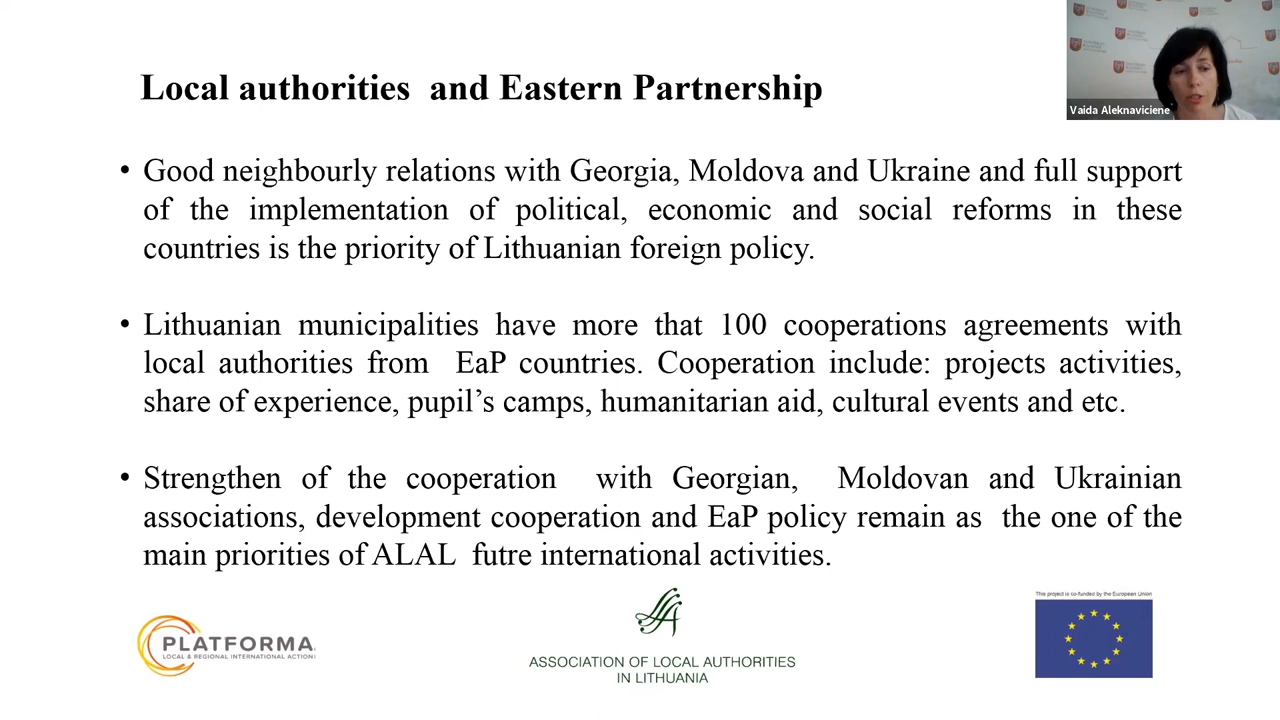 Local authorities and Eastern Partnership
Vaida Aleknaviciene
• Good neighbourly relations with Georgia, Moldova and Ukraine and full support
of the implementation of political, economic and social reforms in these
countries is the priority of Lithuanian foreign policy.
• Lithuanian municipalities have more that 100 cooperations agreements with
local authorities from EaP countries. Cooperation include: projects activities,
share of experience, pupil’s camps, humanitarian aid, cultural events and etc.
• Strengthen of the cooperation with Georgian, Moldovan and Ukrainian
associations, development cooperation and EaP policy remain as the one of the
main priorities of ALAL futre international activities.
PLATFORMA
LOCAL & REGIONAL INTERNATIONAL ACTION
ASSOCIATION OF LOCAL AUTHORITIES
IN LITHUANIA
This project is co-funded by the European Union